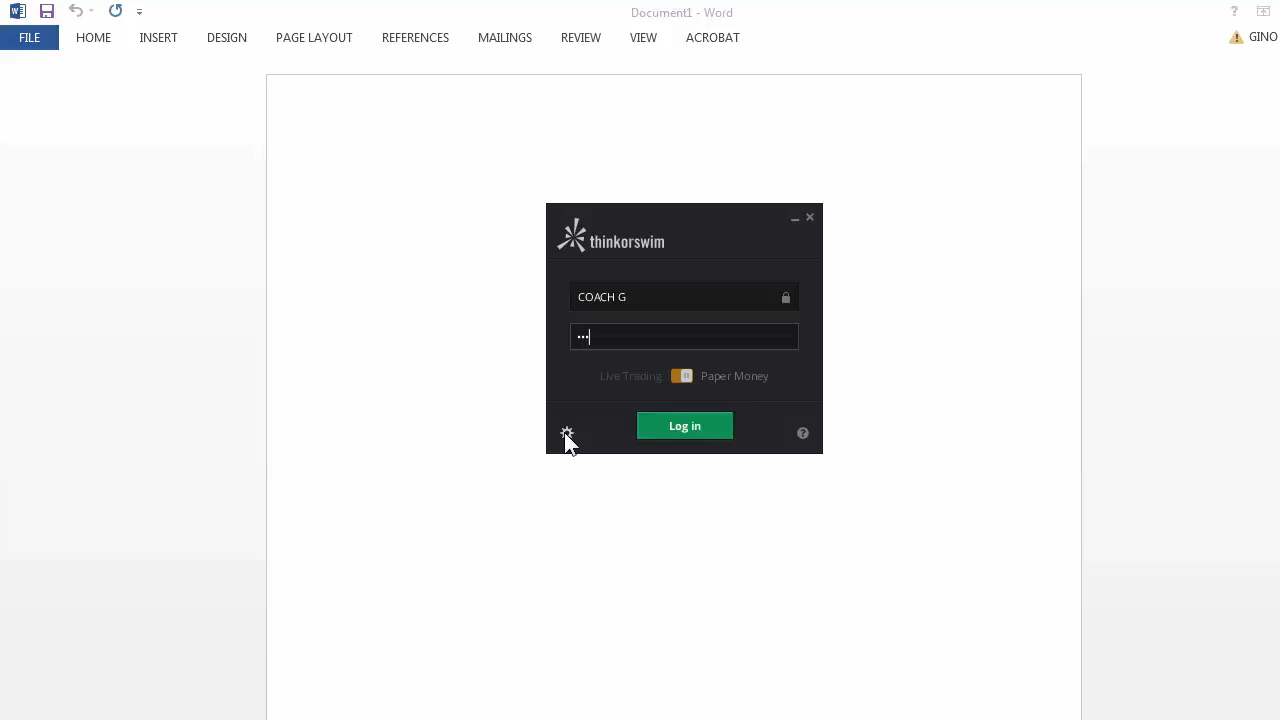 Document1 - Word
FILE HOME INSERT DESIGN PAGE LAYOUT REFERENCES MAILINGS REVIEW VIEW ACROBAT GINO
thinkorswim
COACH G
•••
Live Trading Paper Money
Log in